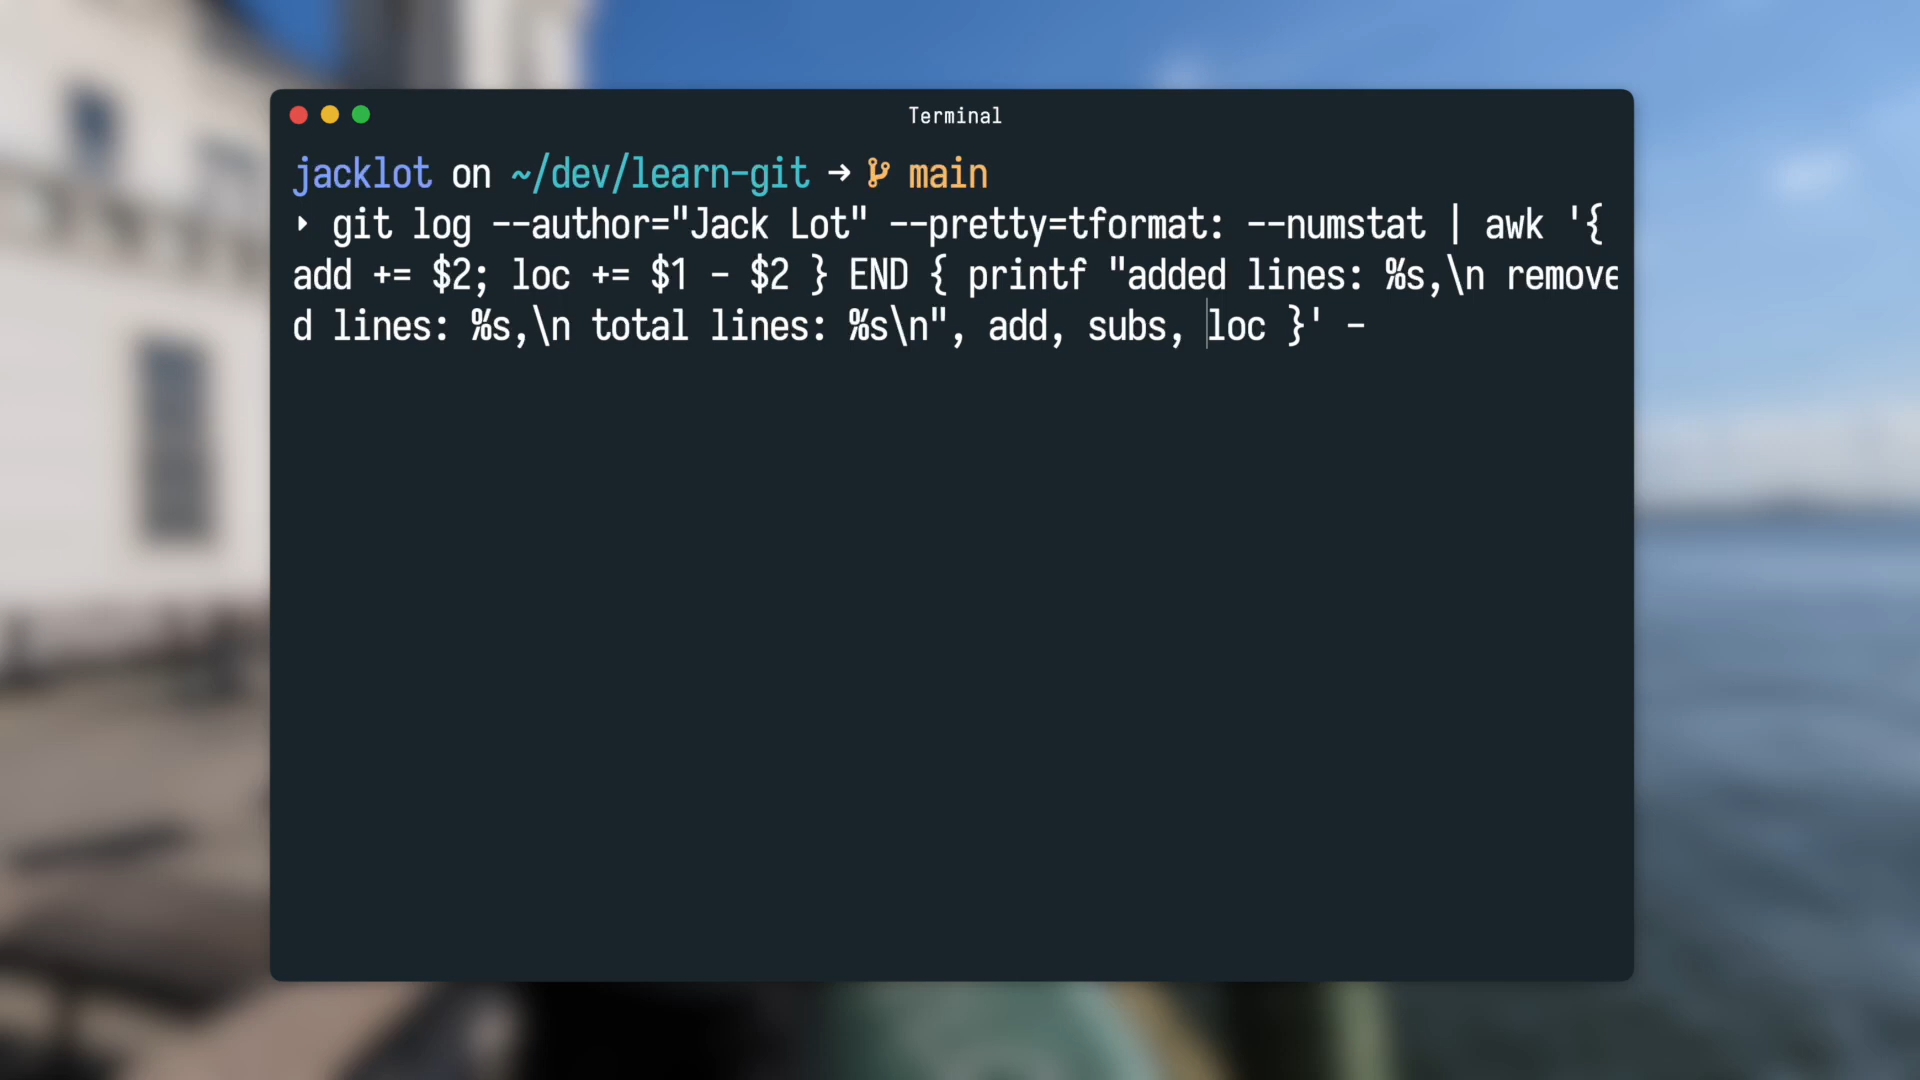 Terminal
jacklot on ~/dev/learn-git → main
‣ git log --author="Jack Lot" --pretty=tformat: --numstat | awk '{
add += $2; loc += $1 - $2 } END { printf "added lines: %s,\n remove
d lines: %s,\n total lines: %s\n", add, subs, loc }' -